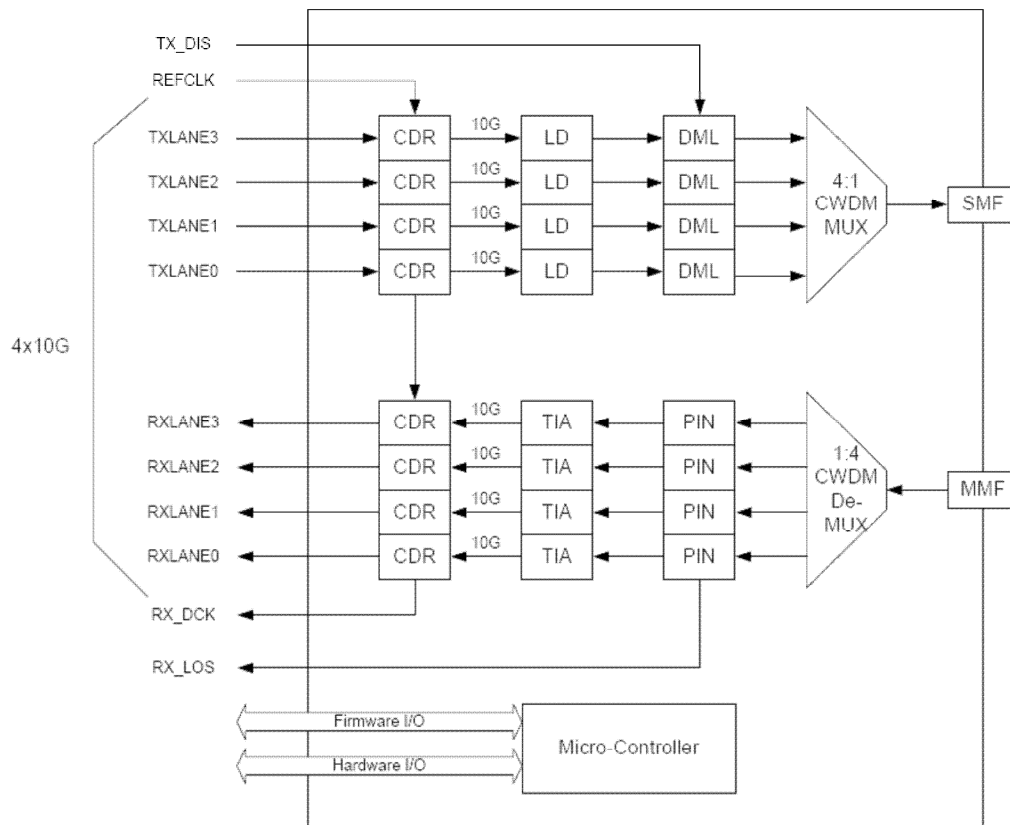 TX_DIS
REFCLK
TXLANE3
CDR
10G
LD
DML
TXLANE2
CDR
10G
LD
DML
TXLANE1
CDR
10G
LD
DML
TXLANE0
CDR
10G
LD
DML
4:1
CWDM
MUX
SMF
4x10G
RXLANE3
CDR
10G
TIA
PIN
RXLANE2
CDR
10G
TIA
PIN
RXLANE1
CDR
10G
TIA
PIN
RXLANE0
CDR
10G
TIA
PIN
1:4
CWDM
De-
MUX
MMF
RX_DCK
RX_LOS
Firmware I/O
Hardware I/O
Micro-Controller